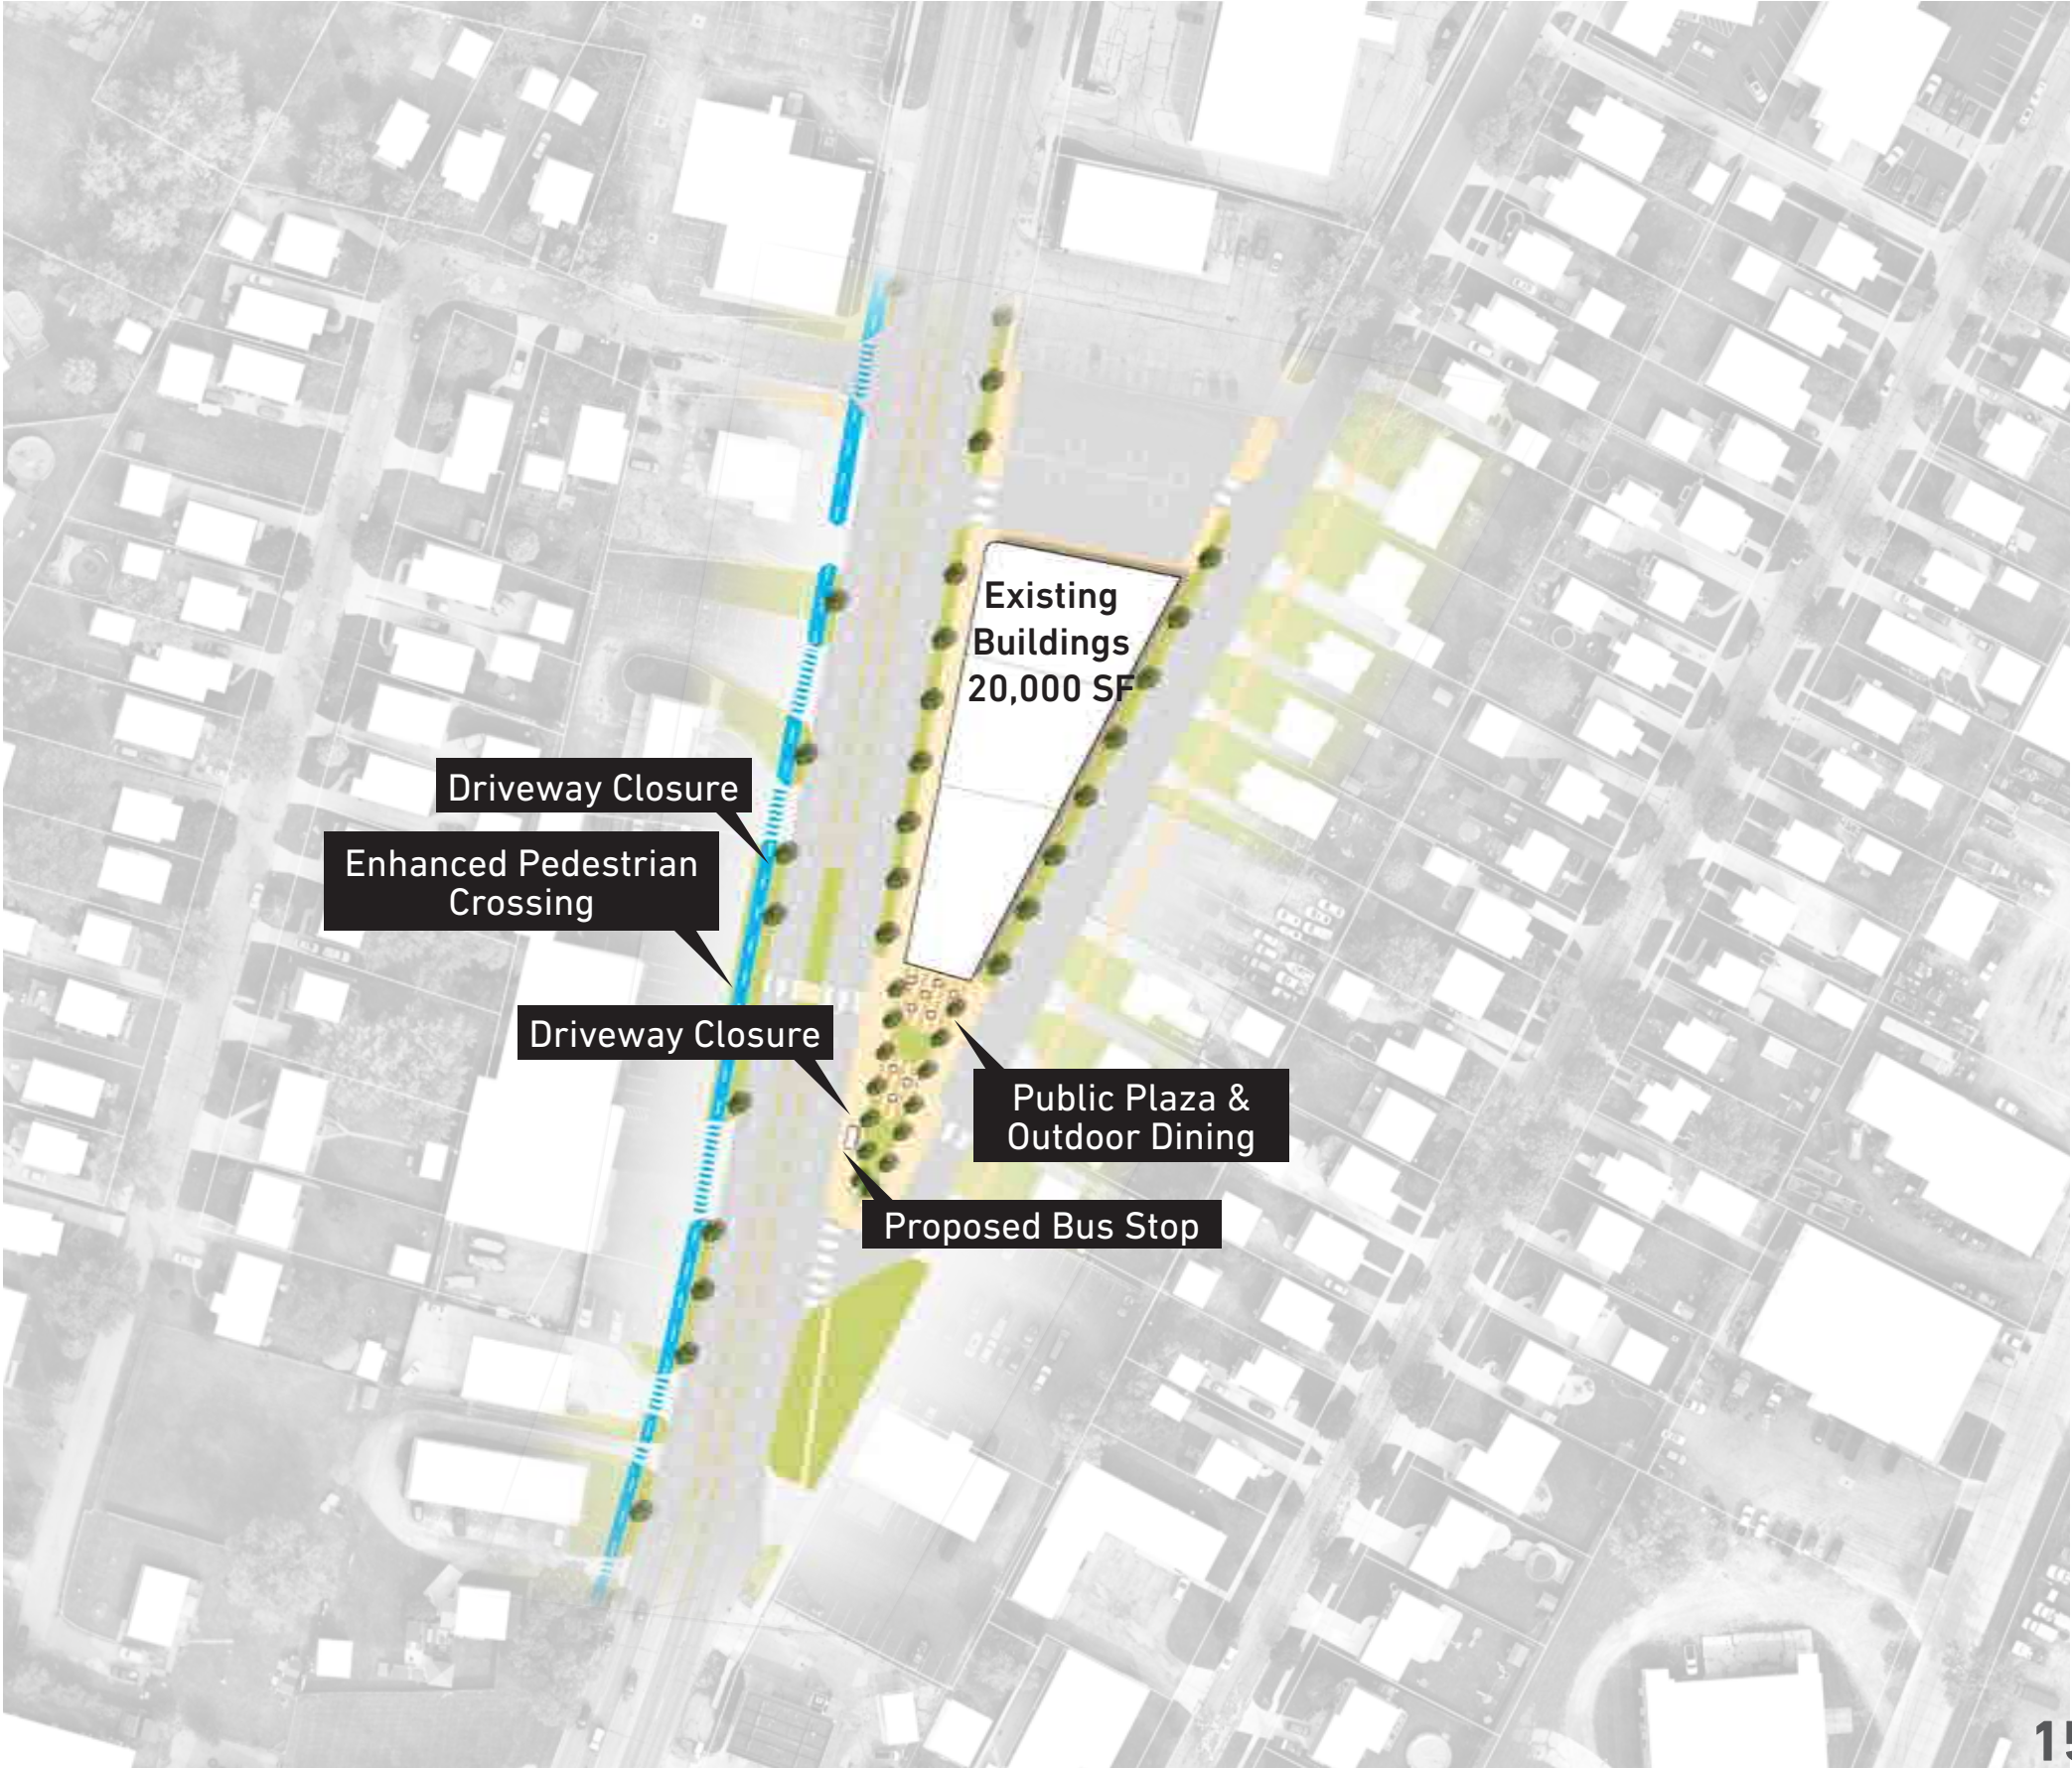 Existing
Buildings
20,000 SF
Driveway Closure
Enhanced Pedestrian
Crossing
Driveway Closure
Public Plaza &
Outdoor Dining
Proposed Bus Stop
15